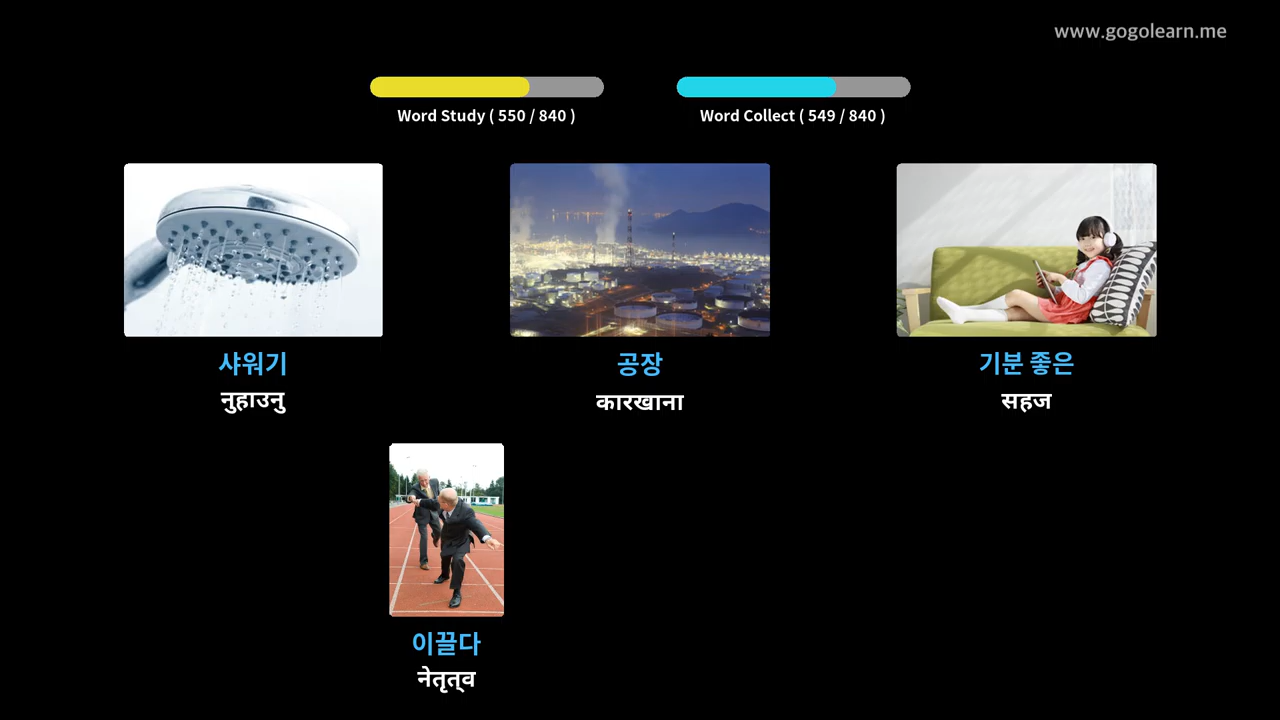 www.gogolearn.me
Word Study ( 550 / 840 )
Word Collect ( 549 / 840 )
샤워기
नुहाउनु
공장
कारखाना
기분 좋은
सहज
이끌다
नेतृत्व